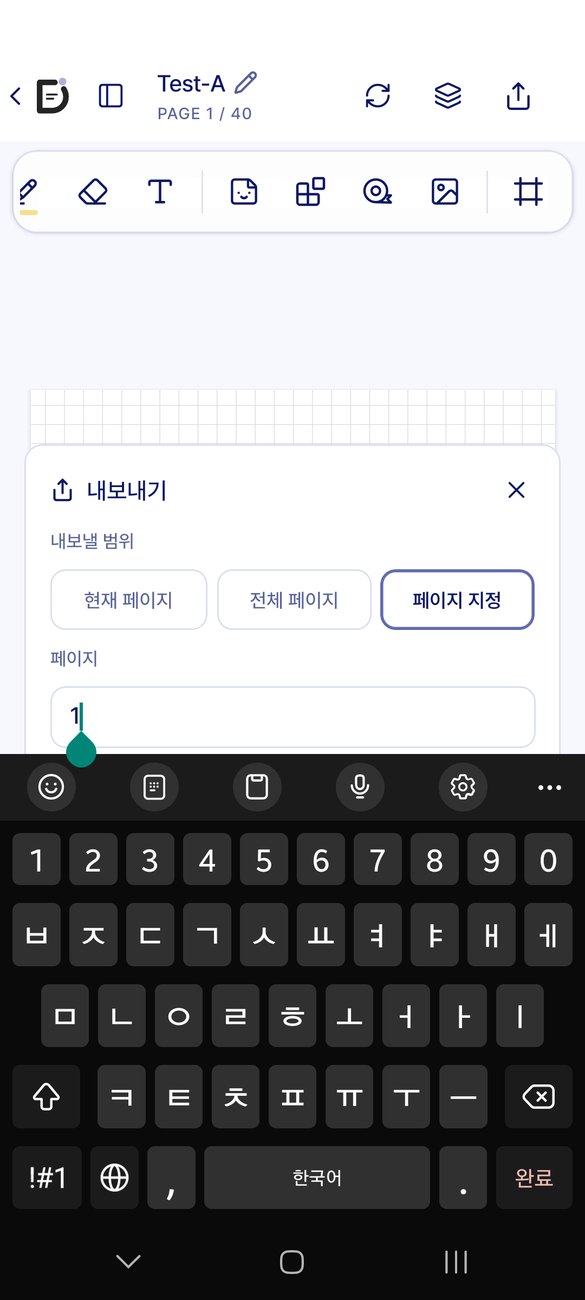 Test-A
PAGE 1 / 40
내보내기
내보낼 범위
현재 페이지 전체 페이지 페이지 지정
페이지
1
1 2 3 4 5 6 7 8 9 0
ㅂ ㅈ ㄷ ㄱ ㅅ ㅛ ㅕ ㅑ ㅐ ㅔ
ㅁ ㄴ ㅇ ㄹ ㅎ ㅗ ㅓ ㅏ ㅣ
ㅋ ㅌ ㅊ ㅍ ㅠ ㅜ ㅡ
!#1 , 한국어 . 완료